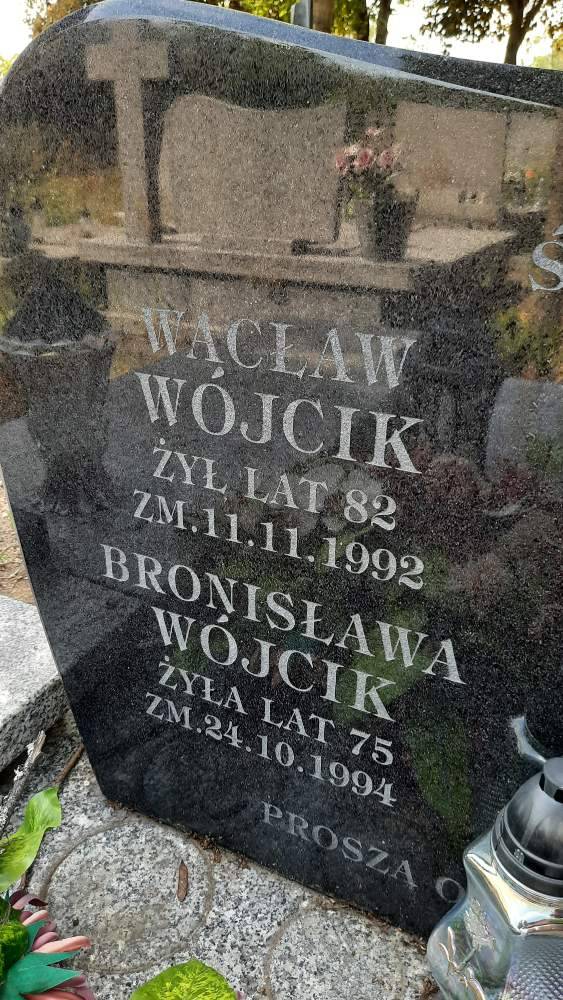 Ś
WACŁAW
WÓJCIK
ŻYŁ LAT 82
ZM.11.11.1992
BRONISŁAWA
WÓJCIK
ŻYŁA LAT 75
ZM.24.10.1994
PROSZĄ O